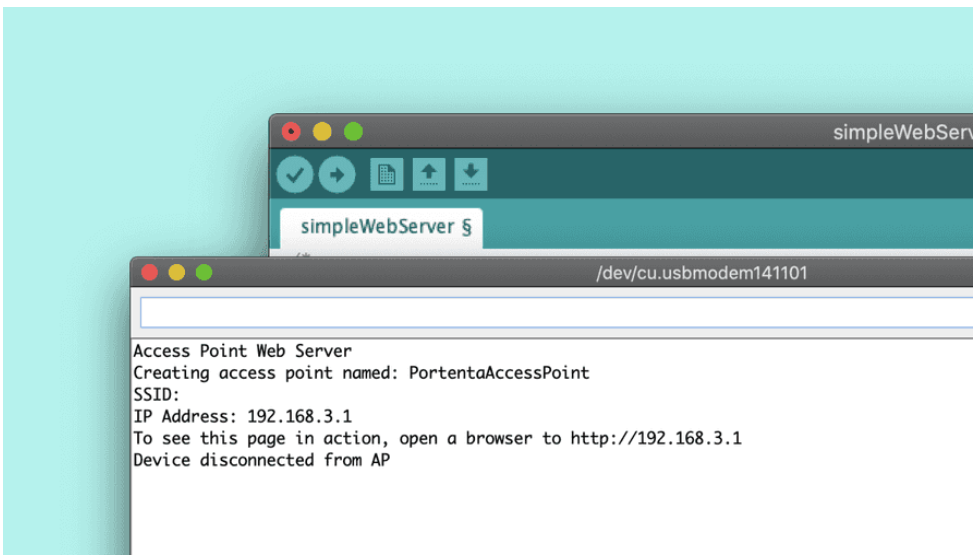 simpleWebServ
simpleWebServer §
/*
/dev/cu.usbmodem141101
Access Point Web Server
Creating access point named: PortentaAccessPoint
SSID:
IP Address: 192.168.3.1
To see this page in action, open a browser to http://192.168.3.1
Device disconnected from AP